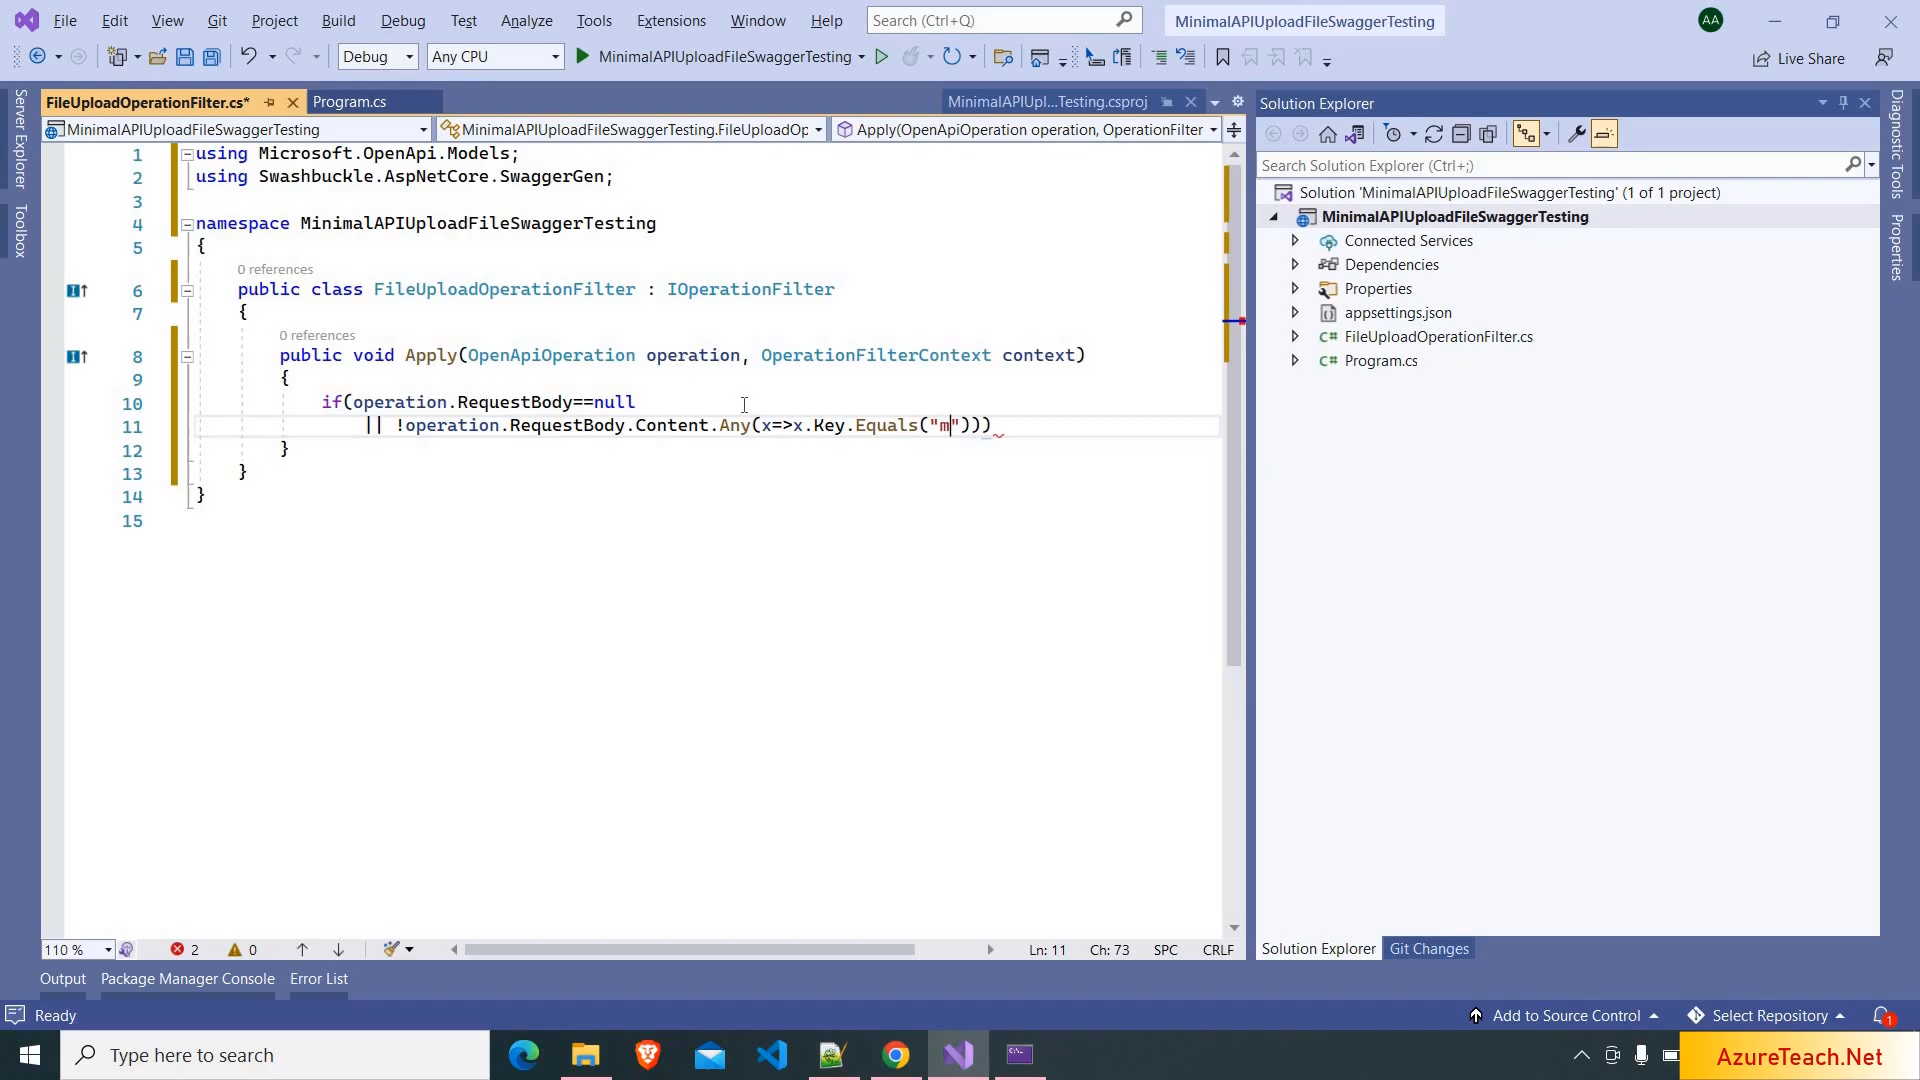 File Edit View Git Project Build Debug Test Analyze Tools Extensions Window Help Search (Ctrl+Q) MinimalAPIUploadFileSwaggerTesting AA
Debug Any CPU MinimalAPIUploadFileSwaggerTesting Live Share
FileUploadOperationFilter.cs* Program.cs MinimalAPIUpl...Testing.csproj
MinimalAPIUploadFileSwaggerTesting MinimalAPIUploadFileSwaggerTesting.FileUploadOp Apply(OpenApiOperation operation, OperationFilter
1 using Microsoft.OpenApi.Models;
2 using Swashbuckle.AspNetCore.SwaggerGen;
3
4 namespace MinimalAPIUploadFileSwaggerTesting
5 {
0 references
6 public class FileUploadOperationFilter : IOperationFilter
7 {
0 references
8 public void Apply(OpenApiOperation operation, OperationFilterContext context)
9 {
10 if(operation.RequestBody==null
11 || !operation.RequestBody.Content.Any(x=>x.Key.Equals("m")))
12 }
13 }
14 }
15
110 % 2 0 Ln: 11 Ch: 73 SPC CRLF
Server Explorer
Toolbox
Solution Explorer
Search Solution Explorer (Ctrl+;)
Solution 'MinimalAPIUploadFileSwaggerTesting' (1 of 1 project)
MinimalAPIUploadFileSwaggerTesting
Connected Services
Dependencies
Properties
appsettings.json
C# FileUploadOperationFilter.cs
C# Program.cs
Solution Explorer Git Changes
Diagnostic Tools
Properties
Output Package Manager Console Error List
Ready Add to Source Control Select Repository 1
Type here to search
AzureTeach.Net